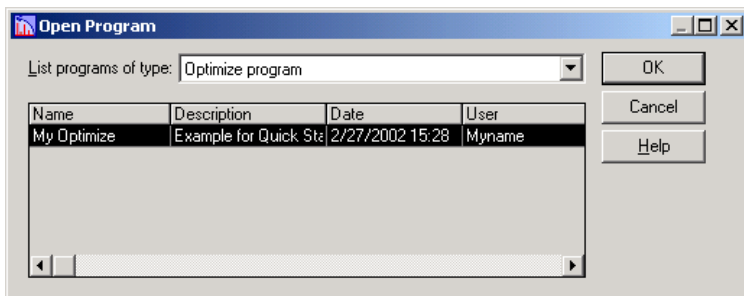 Open Program
List programs of type: Optimize program OK
Name Description Date User Cancel
My Optimize Example for Quick Sta 2/27/2002 15:28 Myname
Help